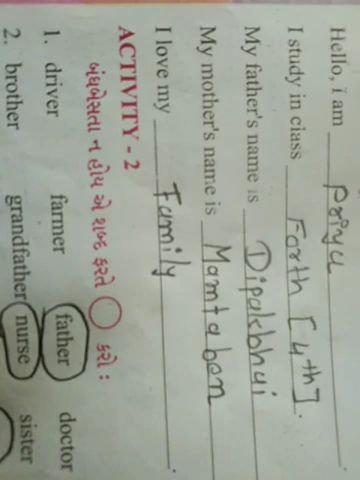 Hello, I am Priya.
I study in class Forth [4th].
My father's name is Dipakbhai
My mother's name is Mamtaben
I love my Family.
ACTIVITY - 2
બંધબેસતા ન હોય એ શબ્દ ફરતે ◯ કરો :
1. driver farmer father doctor
2. brother grandfather nurse sister